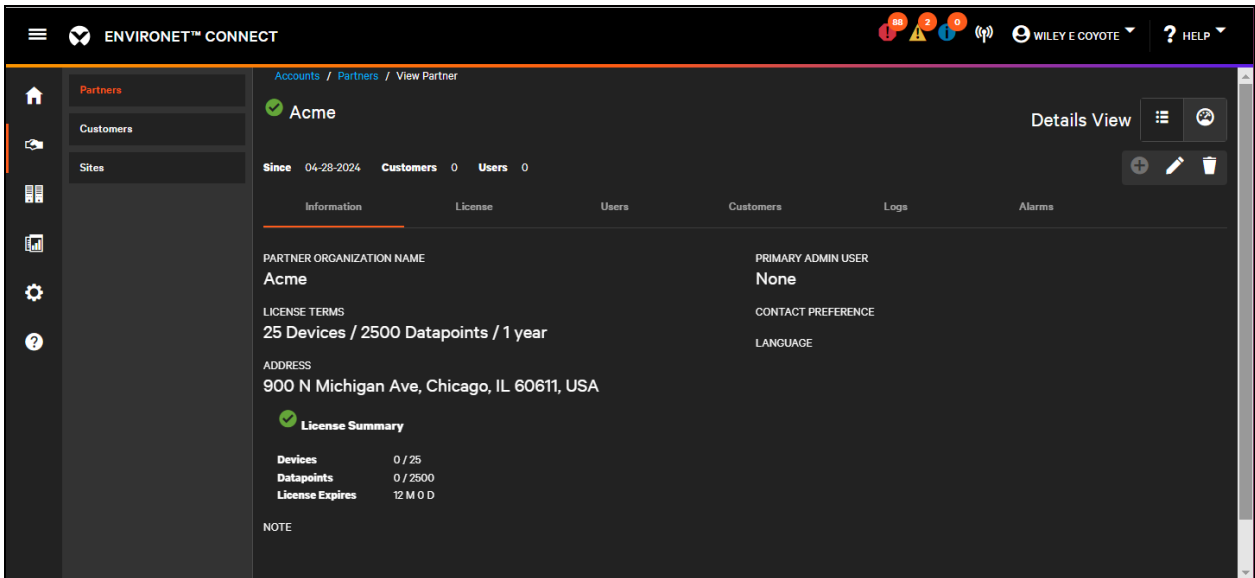 ENVIRONET™ CONNECT
88 2 0 WILEY E COYOTE ? HELP
Accounts / Partners / View Partner
Partners
Customers
Sites
Acme
Details View
Since 04-28-2024 Customers 0 Users 0
Information License Users Customers Logs Alarms
PARTNER ORGANIZATION NAME
Acme
PRIMARY ADMIN USER
None
LICENSE TERMS
25 Devices / 2500 Datapoints / 1 year
CONTACT PREFERENCE
LANGUAGE
ADDRESS
900 N Michigan Ave, Chicago, IL 60611, USA
License Summary
Devices 0 / 25
Datapoints 0 / 2500
License Expires 12 M 0 D
NOTE